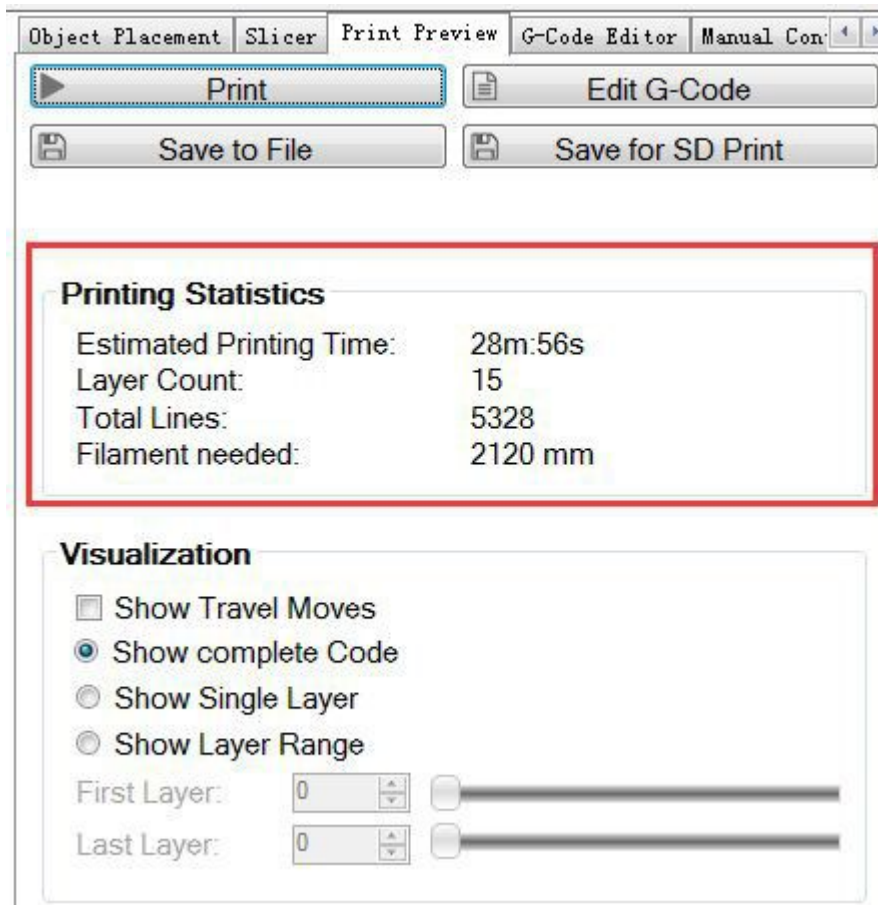 Object Placement Slicer Print Preview G-Code Editor Manual Con
Print Edit G-Code
Save to File Save for SD Print
Printing Statistics
Estimated Printing Time: 28m:56s
Layer Count: 15
Total Lines: 5328
Filament needed: 2120 mm
Visualization
Show Travel Moves
Show complete Code
Show Single Layer
Show Layer Range
First Layer: 0
Last Layer: 0